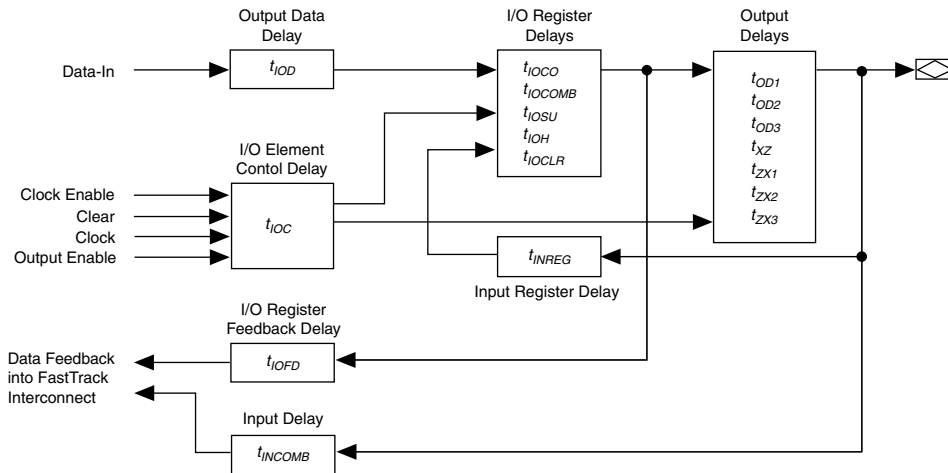 Output Data
Delay
I/O Register
Delays
Output
Delays
Data-In
tIOD
tIOCO
tIOCOMB
tIOSU
tIOH
tIOCLR
tOD1
tOD2
tOD3
tXZ
tZX1
tZX2
tZX3
I/O Element
Contol Delay
Clock Enable
Clear
Clock
Output Enable
tIOC
tINREG
Input Register Delay
I/O Register
Feedback Delay
tIOFD
Data Feedback
into FastTrack
Interconnect
Input Delay
tINCOMB